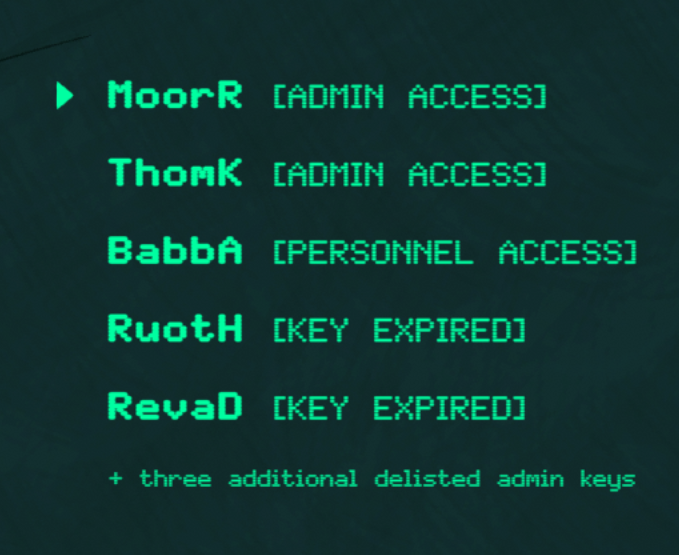 MoorR [ADMIN ACCESS]
ThomK [ADMIN ACCESS]
BabbA [PERSONNEL ACCESS]
RuotH [KEY EXPIRED]
RevaD [KEY EXPIRED]
+ three additional delisted admin keys